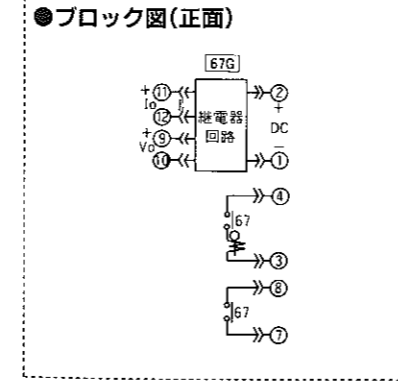 ●ブロック図(正面)
67G
+ ⑪ ②
Io
⑫ 継電器 +
+ ⑨ 回路 DC
Vo
⑩ − ①
④
67
③
⑧
67
⑦